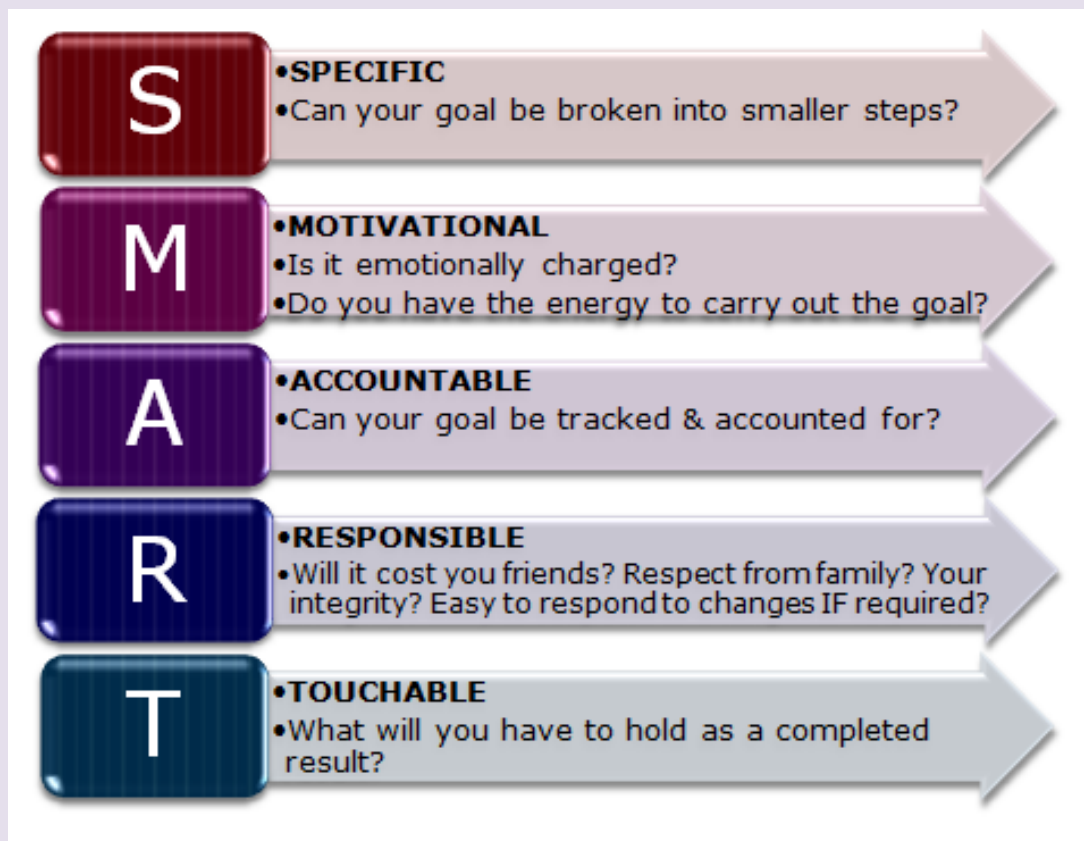 S
•SPECIFIC
•Can your goal be broken into smaller steps?
M
•MOTIVATIONAL
•Is it emotionally charged?
•Do you have the energy to carry out the goal?
A
•ACCOUNTABLE
•Can your goal be tracked & accounted for?
R
•RESPONSIBLE
•Will it cost you friends? Respect from family? Your
integrity? Easy to respond to changes IF required?
T
•TOUCHABLE
•What will you have to hold as a completed
result?